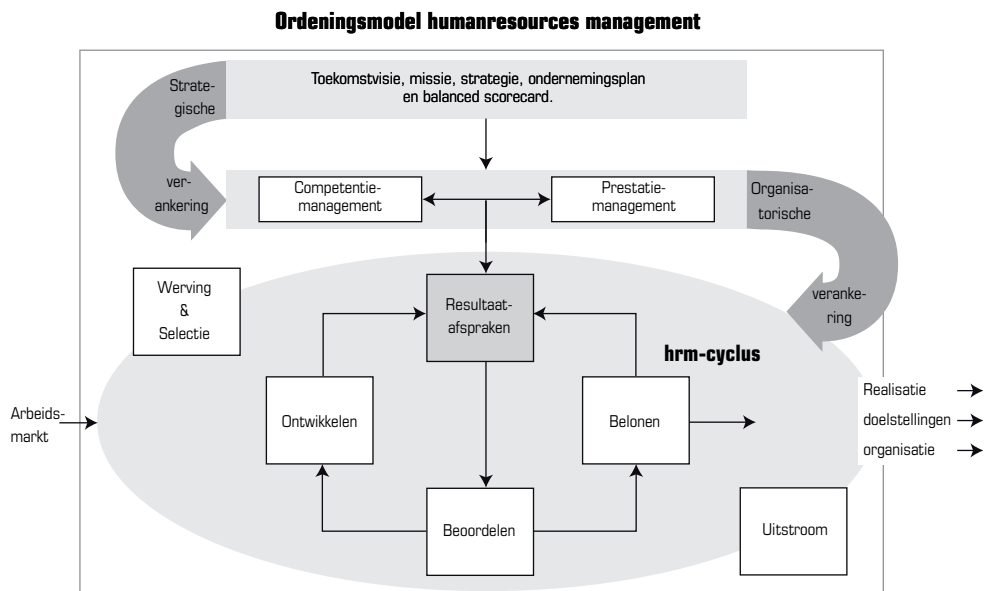 Ordeningsmodel humanresources management
Toekomstvisie, missie, strategie, ondernemingsplan
en balanced scorecard.
Strate-
gische
ver-
ankering
Competentie-
management
Prestatie-
management
Organisa-
torische
veranke-
ring
Werving
&
Selectie
Resultaat-
afspraken
hrm-cyclus
Arbeids-
markt
Ontwikkelen
Belonen
Realisatie
doelstellingen
organisatie
Beoordelen
Uitstroom